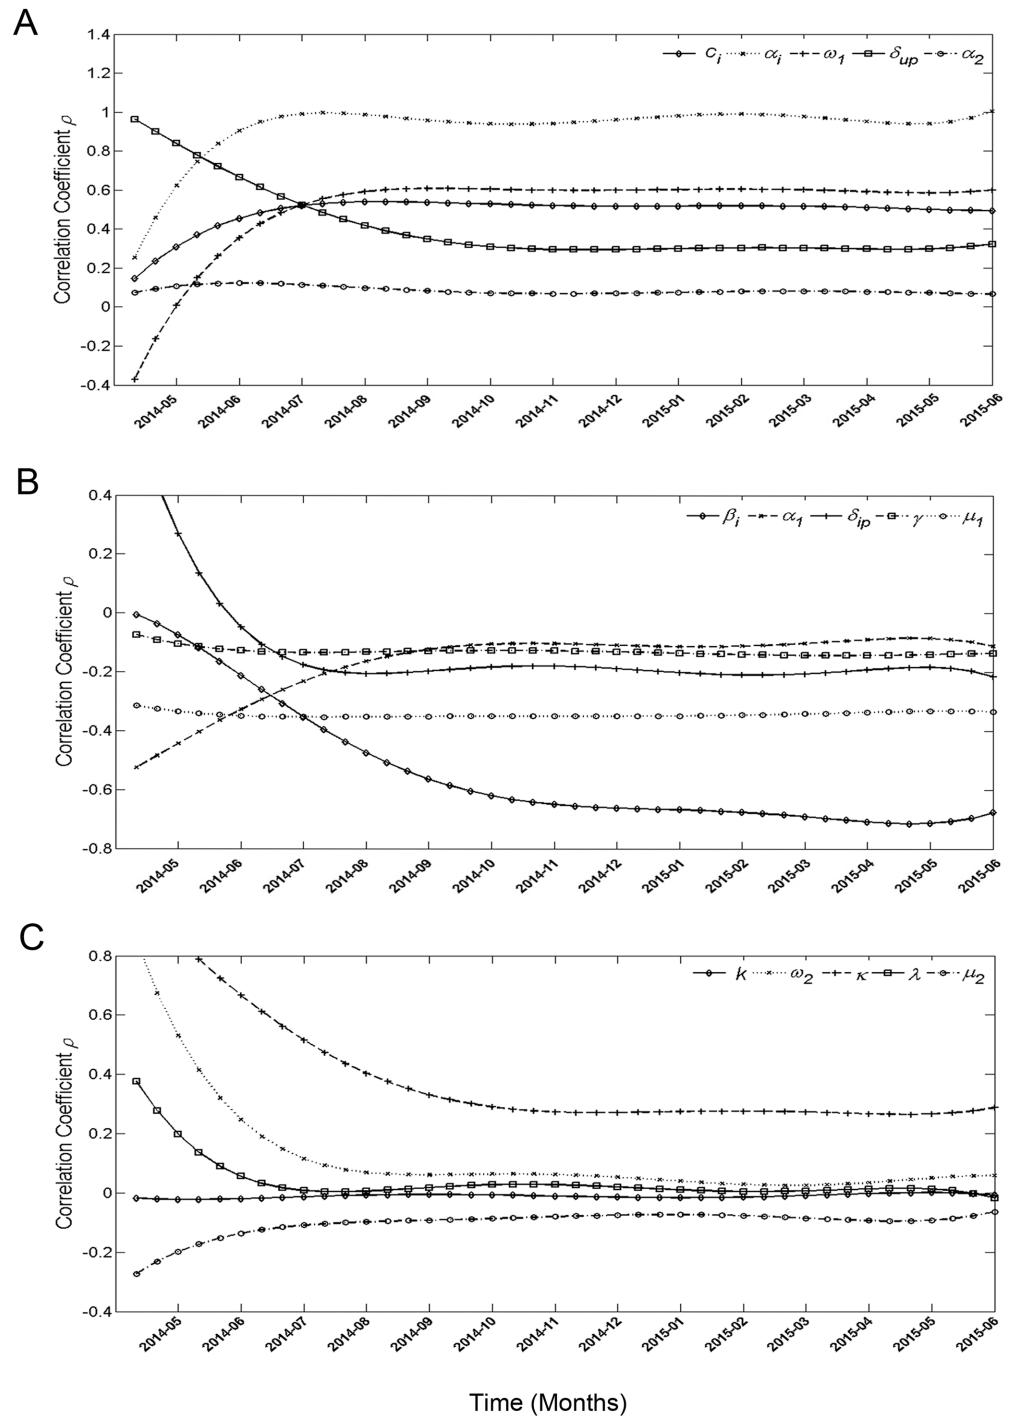 A
1.4
1.2
1
0.8
0.6
0.4
0.2
0
-0.2
-0.4
Correlation Coefficient ρ
c_i α_i ω_1 δ_up α_2
2014-05 2014-06 2014-07 2014-08 2014-09 2014-10 2014-11 2014-12 2015-01 2015-02 2015-03 2015-04 2015-05 2015-06
B
0.4
0.2
0
-0.2
-0.4
-0.6
-0.8
Correlation Coefficient ρ
β_i α_1 δ_ip γ μ_1
2014-05 2014-06 2014-07 2014-08 2014-09 2014-10 2014-11 2014-12 2015-01 2015-02 2015-03 2015-04 2015-05 2015-06
C
0.8
0.6
0.4
0.2
0
-0.2
-0.4
Correlation Coefficient ρ
k ω_2 κ λ μ_2
2014-05 2014-06 2014-07 2014-08 2014-09 2014-10 2014-11 2014-12 2015-01 2015-02 2015-03 2015-04 2015-05 2015-06
Time (Months)